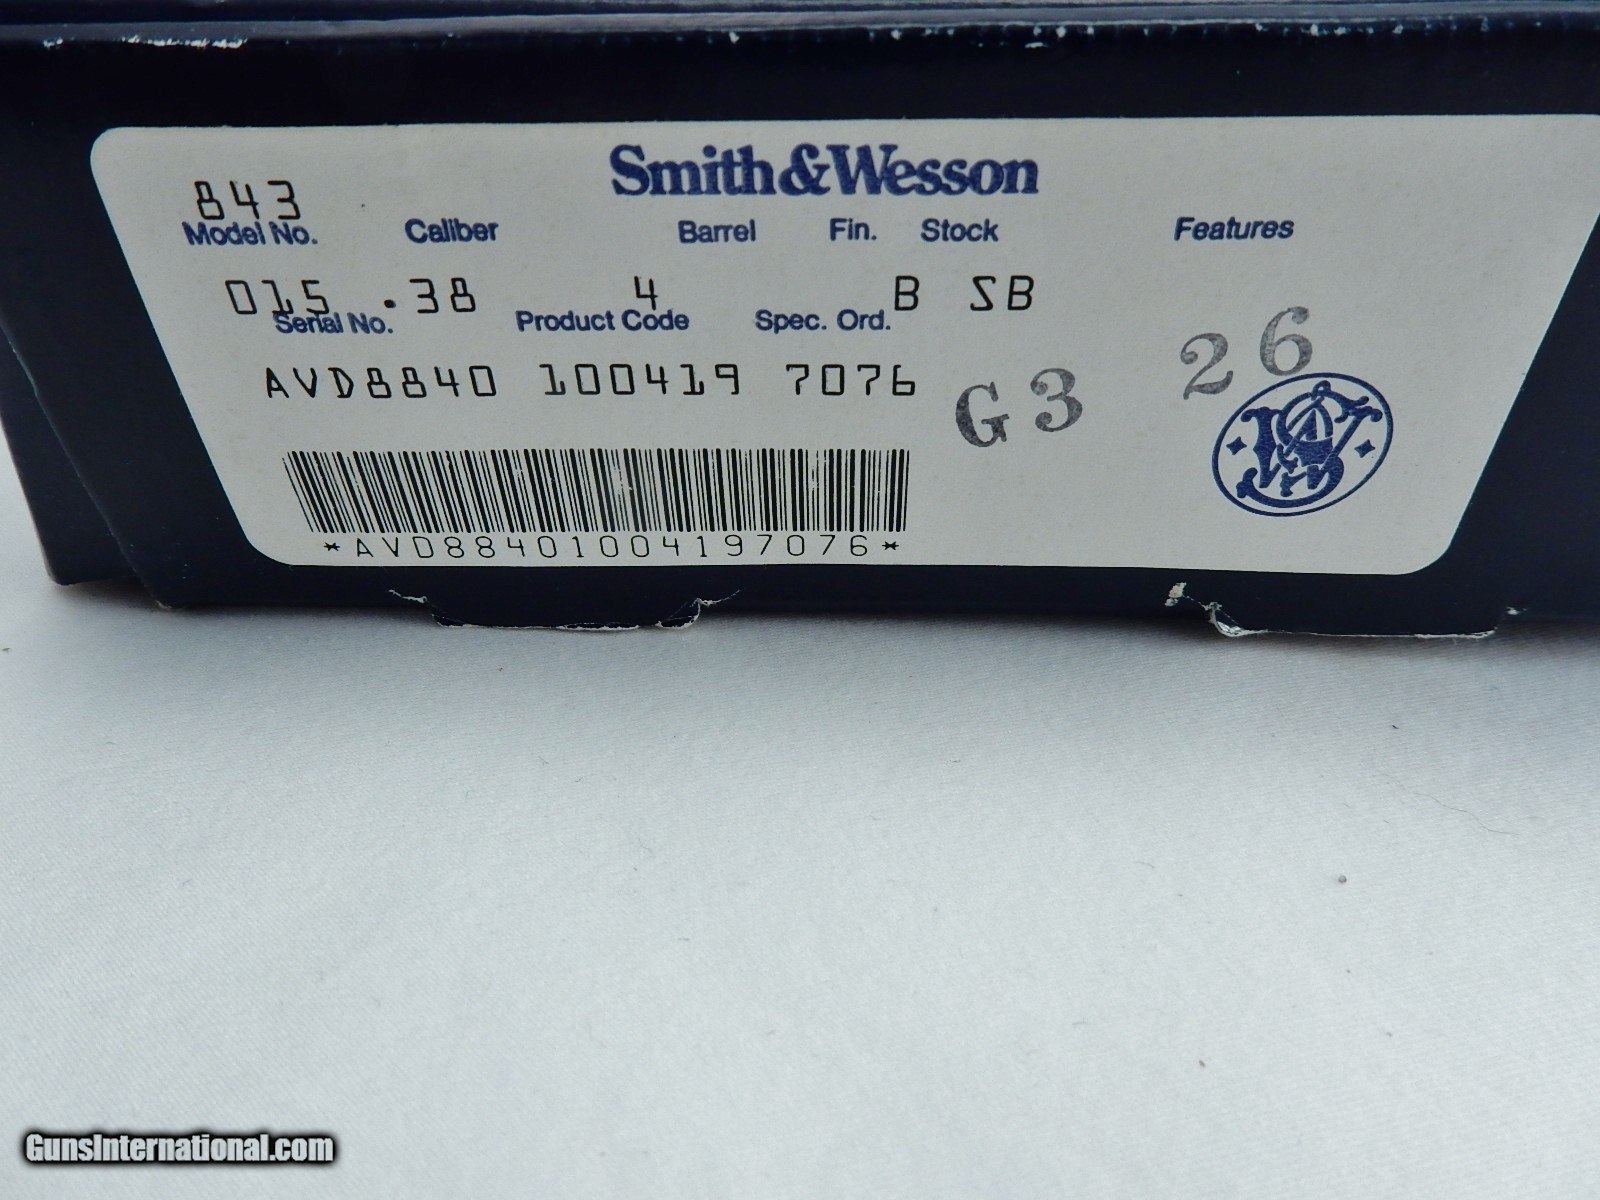 Smith & Wesson
843
Model No. Caliber Barrel Fin. Stock Features
015 .38 4 B SB
Serial No. Product Code Spec. Ord.
AVD8840 100419 7076
G3 26
*AVD88401004197076*
S&W
GunsInternational.com